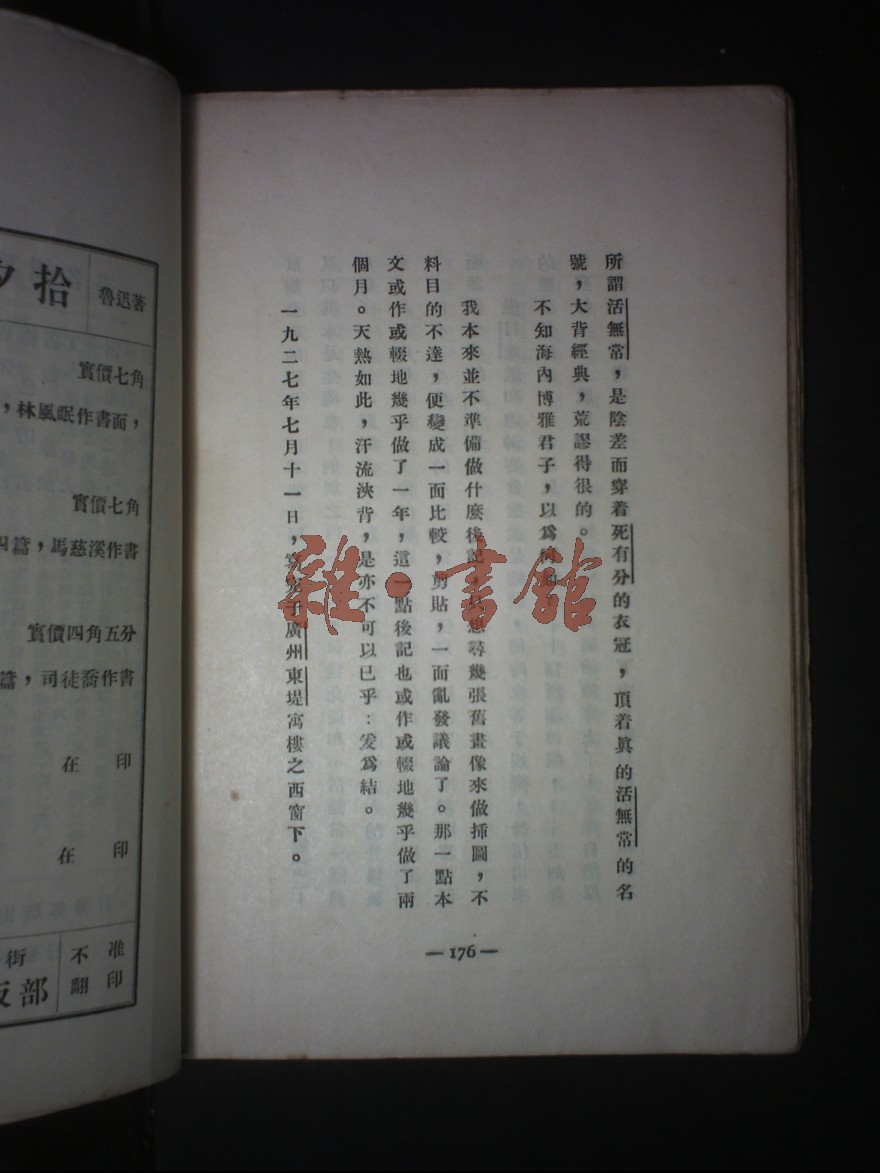 所謂活無常,是陰差而穿着死有分的衣冠,頂着眞的活無常的名
號,大背經典,荒謬得很的。
不知海內博雅君子,以爲
我本來並不準備做什麼後記 想尋幾張舊畫像來做揷圖,不
料目的不達,便變成一面比較,剪貼,一面亂發議論了。那一點本
文或作或輟地幾乎做了一年,這一點後記也或作或輟地幾乎做了兩
個月。天熱如此,汗流浹背,是亦不可以已乎:爰爲結。
一九二七年七月十一日,寫完于廣州東堤寓樓之西窗下。
— 176 —
雜·書館
魯迅著
夕拾
實價七角
,林風眠作書面,
實價七角
四篇,馬慈溪作書
實價四角五分
篇,司徒喬作書
在印
在印
不准
翻印
街
部